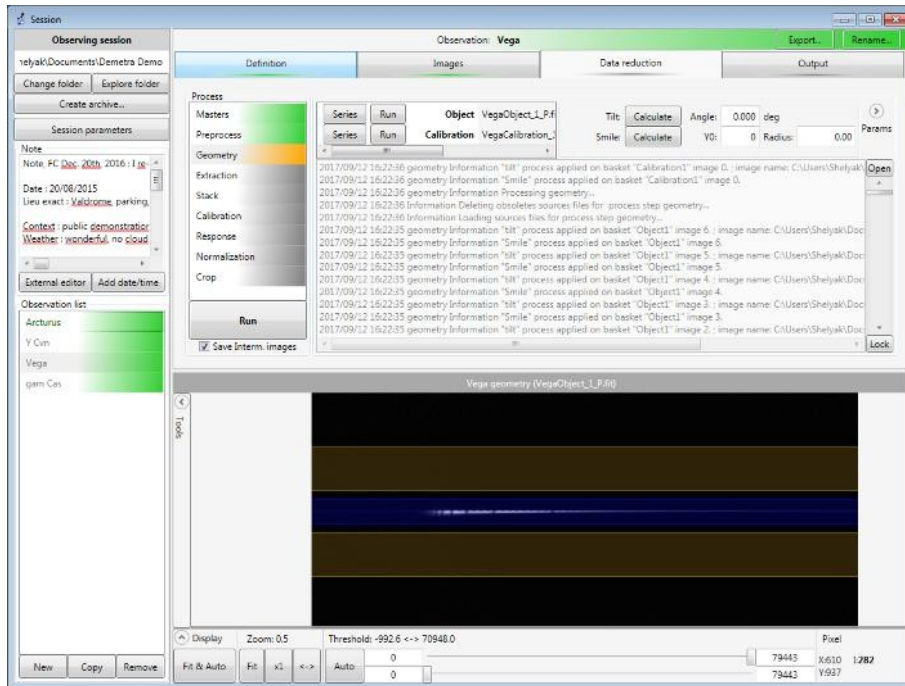 Session
Observing session
helyak\Documents\Demetra Demo
Change folder Explore folder
Create archive...
Session parameters
Note
Note, FC Dec. 20th, 2016 : I re-
Date : 20/08/2015
Lieu exact : Valdrome, parking,
Context : public demonstration
Weather : wonderful, no cloud
External editor Add date/time
Observation list
Arcturus
Y Cvn
Vega
gam Cas
New Copy Remove
Observation: Vega Export.. Rename...
Definition Images Data reduction Output
Process
Masters
Preprocess
Geometry
Extraction
Stack
Calibration
Response
Normalization
Crop
Run
Save Interm. images
Series Run Object VegaObject_1_P.fi
Series Run Calibration VegaCalibration_1
Tilt: Calculate Angle: 0.000 deg
Smile: Calculate Y0: 0 Radius: 0.00
Params
2017/09/12 16:22:36 geometry Information "tilt" process applied on basket "Calibration1" image 0. ; image name: C:\Users\Shelyak\
2017/09/12 16:22:36 geometry Information "Smile" process applied on basket "Calibration1" image 0.
2017/09/12 16:22:36 geometry Information Processing geometry...
2017/09/12 16:22:36 Information Deleting obsoletes sources files for process step geometry...
2017/09/12 16:22:36 Information Loading sources files for process step geometry...
2017/09/12 16:22:35 geometry Information "tilt" process applied on basket "Object1" image 6. ; image name: C:\Users\Shelyak\Doc
2017/09/12 16:22:35 geometry Information "Smile" process applied on basket "Object1" image 6.
2017/09/12 16:22:35 geometry Information "tilt" process applied on basket "Object1" image 5. ; image name: C:\Users\Shelyak\Doc
2017/09/12 16:22:35 geometry Information "Smile" process applied on basket "Object1" image 5.
2017/09/12 16:22:35 geometry Information "tilt" process applied on basket "Object1" image 4. ; image name: C:\Users\Shelyak\Doc
2017/09/12 16:22:35 geometry Information "Smile" process applied on basket "Object1" image 4.
2017/09/12 16:22:35 geometry Information "tilt" process applied on basket "Object1" image 3. ; image name: C:\Users\Shelyak\Doc
2017/09/12 16:22:35 geometry Information "Smile" process applied on basket "Object1" image 3.
2017/09/12 16:22:35 geometry Information "tilt" process applied on basket "Object1" image 2. ; image name: C:\Users\Shelyak\Doc
Open
Lock
Vega geometry (VegaObject_1_P.fit)
Tools
Display Zoom: 0.5 Threshold: -992.6 <-> 70948.0 Pixel
Fit & Auto Fit x1 <-> Auto 0 79443 X:610 I:282
0 79443 Y:937